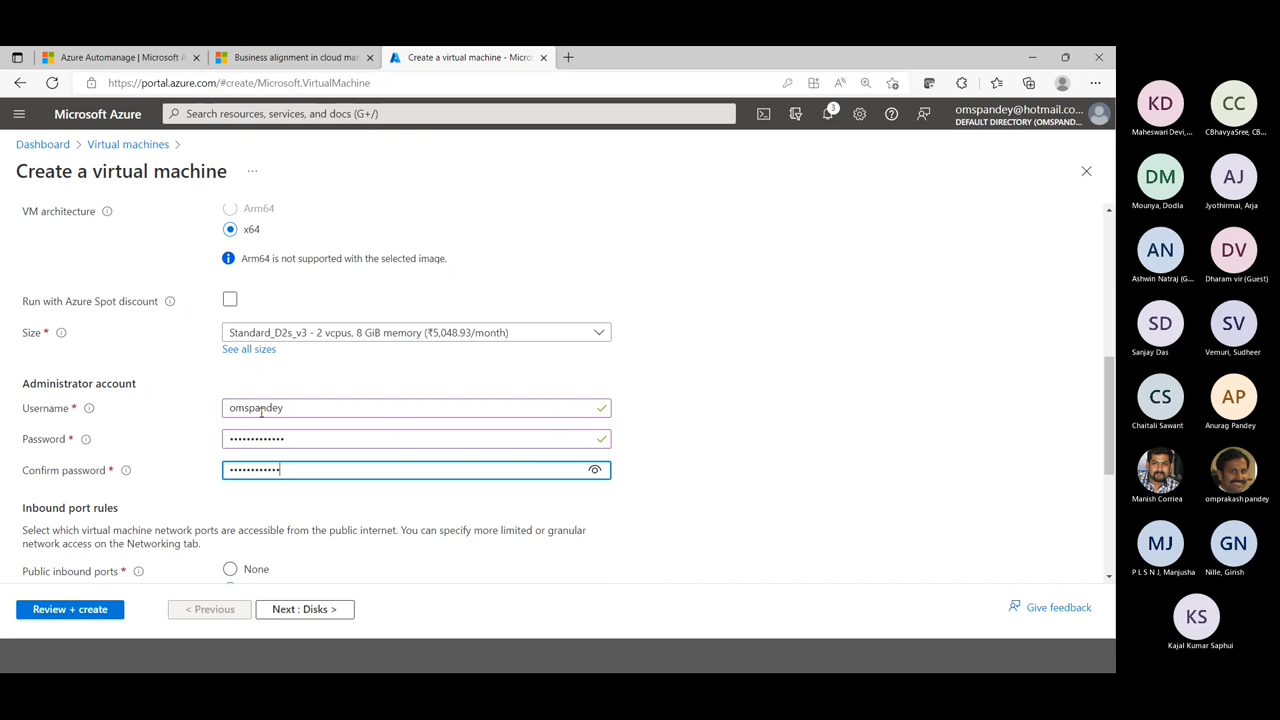 Azure Automanage | Microsoft A
Business alignment in cloud mar
Create a virtual machine - Micros
https://portal.azure.com/#create/Microsoft.VirtualMachine
Microsoft Azure
Search resources, services, and docs (G+/)
3
omspandey@hotmail.co...
DEFAULT DIRECTORY (OMSPAND...
Dashboard > Virtual machines >
Create a virtual machine ...
VM architecture
Arm64
x64
Arm64 is not supported with the selected image.
Run with Azure Spot discount
Size *
Standard_D2s_v3 - 2 vcpus, 8 GiB memory (₹5,048.93/month)
See all sizes
Administrator account
Username *
omspandey
Password *
•••••••••••••
Confirm password *
••••••••••••
Inbound port rules
Select which virtual machine network ports are accessible from the public internet. You can specify more limited or granular
network access on the Networking tab.
Public inbound ports *
None
Review + create
< Previous
Next : Disks >
Give feedback
KD
CC
Maheswari Devi,...
CBhavyaSree, CB...
DM
AJ
Mounya, Dodla
Jyothirmai, Arja
AN
DV
Ashwin Natraj (G...
Dharam vir (Guest)
SD
SV
Sanjay Das
Vemuri, Sudheer
CS
AP
Chaitali Sawant
Anurag Pandey
Manish Corriea
omprakash pandey
MJ
GN
P L S N J, Manjusha
Nille, Girish
KS
Kajal Kumar Saphui